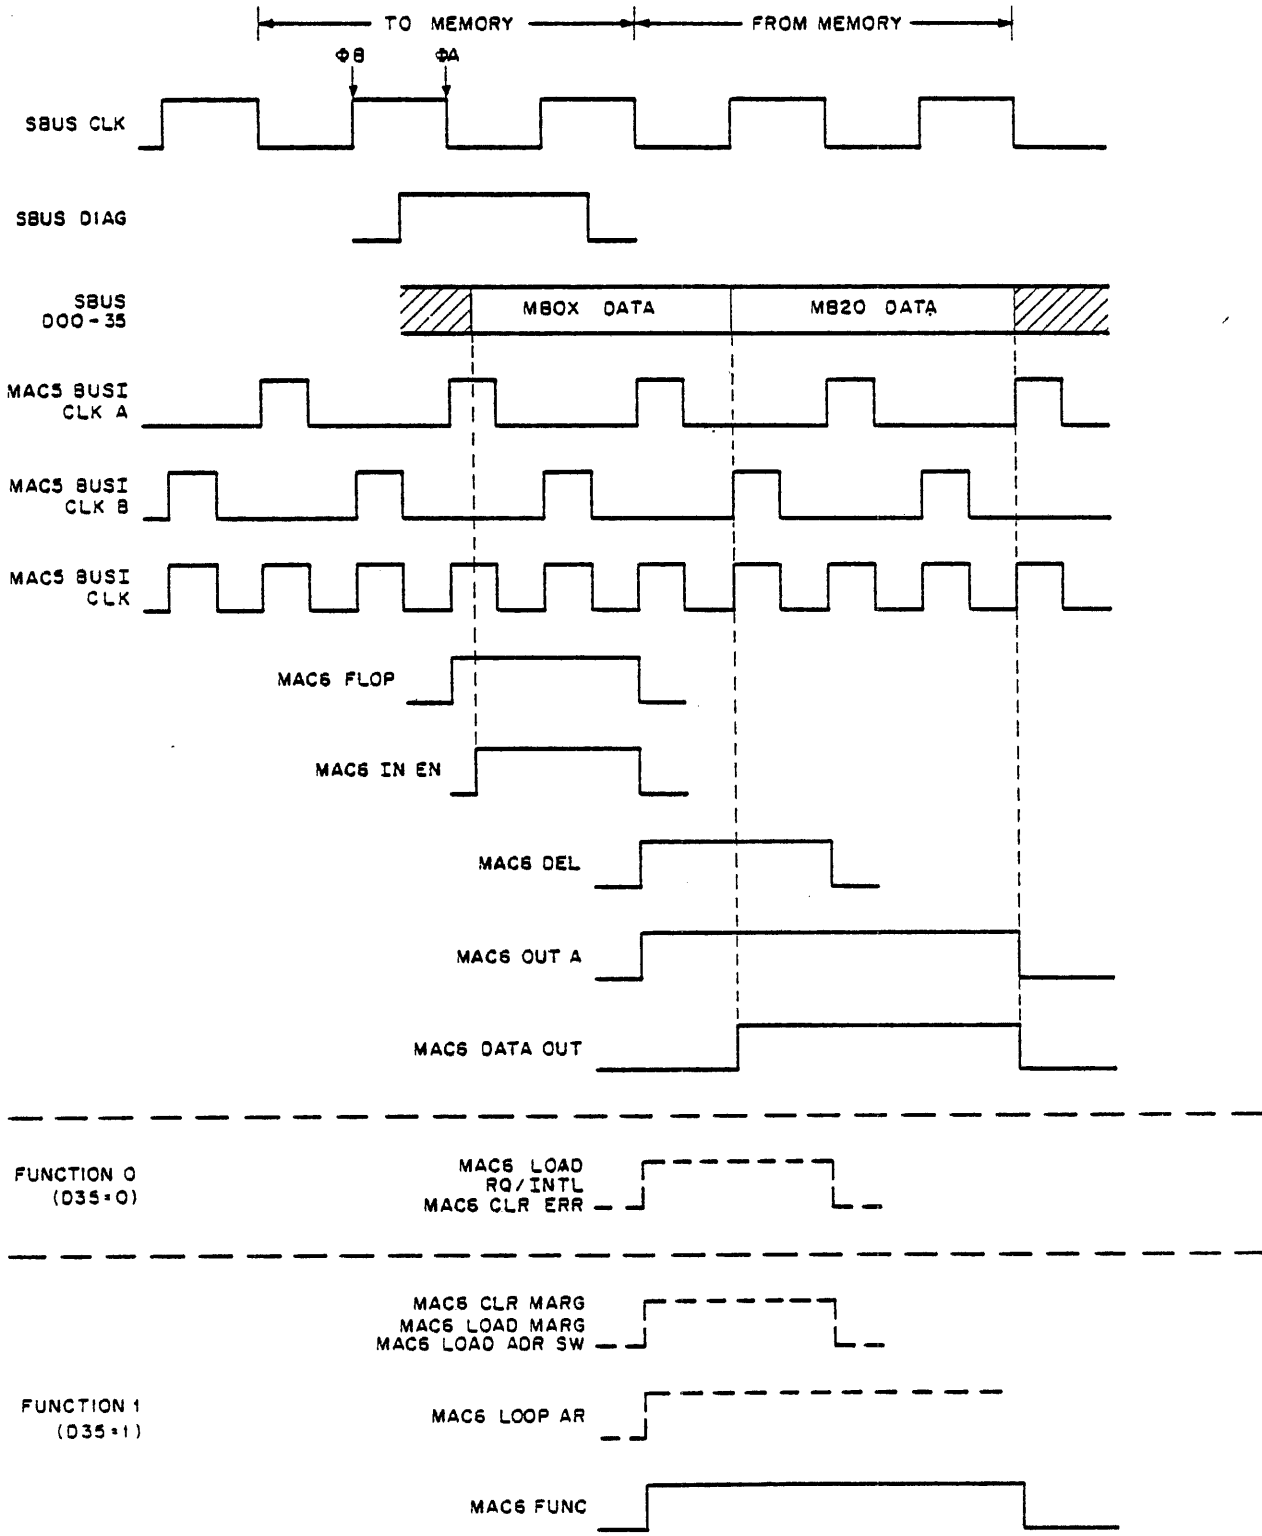 TO MEMORY
FROM MEMORY
ΦB
ΦA
SBUS CLK
SBUS DIAG
SBUS
D00-35
MBOX DATA
MB20 DATA
MAC5 BUSI
CLK A
MAC5 BUSI
CLK B
MAC5 BUSI
CLK
MAC6 FLOP
MAC6 IN EN
MAC6 DEL
MAC6 OUT A
MAC6 DATA OUT
FUNCTION 0
(D35=0)
MAC6 LOAD
RQ/INTL
MAC6 CLR ERR
MAC6 CLR MARG
MAC6 LOAD MARG
MAC6 LOAD ADR SW
FUNCTION 1
(D35=1)
MAC6 LOOP AR
MAC6 FUNC